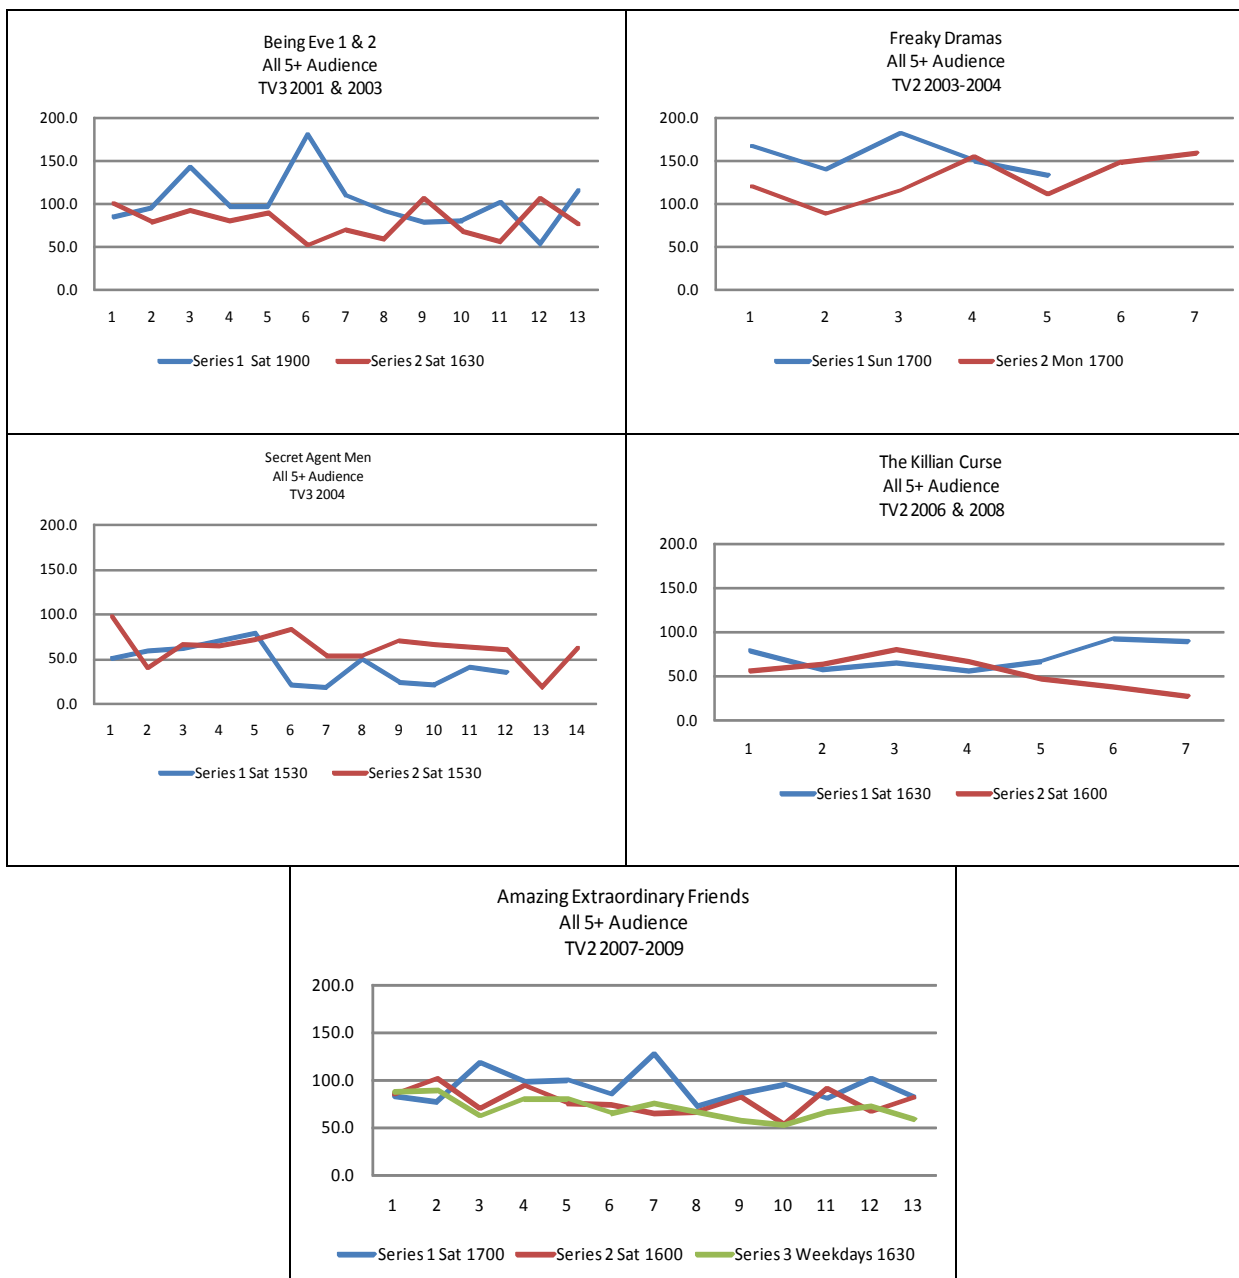 Being Eve 1 & 2
All 5+ Audience
TV3 2001 & 2003
200.0
150.0
100.0
50.0
0.0
1 2 3 4 5 6 7 8 9 10 11 12 13
Series 1 Sat 1900 Series 2 Sat 1630
Freaky Dramas
All 5+ Audience
TV2 2003-2004
200.0
150.0
100.0
50.0
0.0
1 2 3 4 5 6 7
Series 1 Sun 1700 Series 2 Mon 1700
Secret Agent Men
All 5+ Audience
TV3 2004
200.0
150.0
100.0
50.0
0.0
1 2 3 4 5 6 7 8 9 10 11 12 13 14
Series 1 Sat 1530 Series 2 Sat 1530
The Killian Curse
All 5+ Audience
TV2 2006 & 2008
200.0
150.0
100.0
50.0
0.0
1 2 3 4 5 6 7
Series 1 Sat 1630 Series 2 Sat 1600
Amazing Extraordinary Friends
All 5+ Audience
TV2 2007-2009
200.0
150.0
100.0
50.0
0.0
1 2 3 4 5 6 7 8 9 10 11 12 13
Series 1 Sat 1700 Series 2 Sat 1600 Series 3 Weekdays 1630